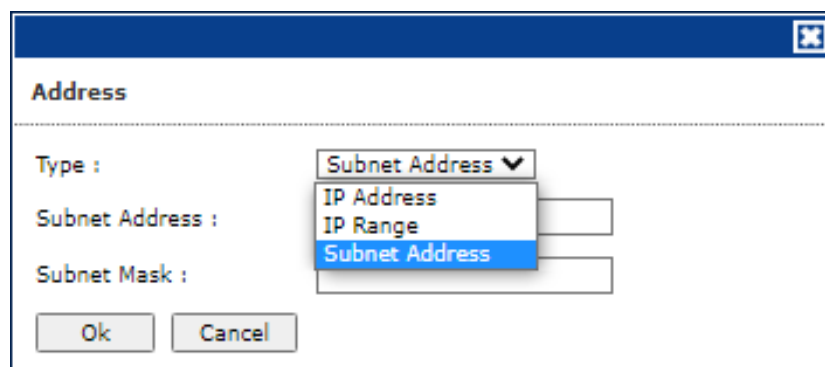 Address
Type : Subnet Address
IP Address
Subnet Address :
IP Range
Subnet Address
Subnet Mask :
Ok Cancel